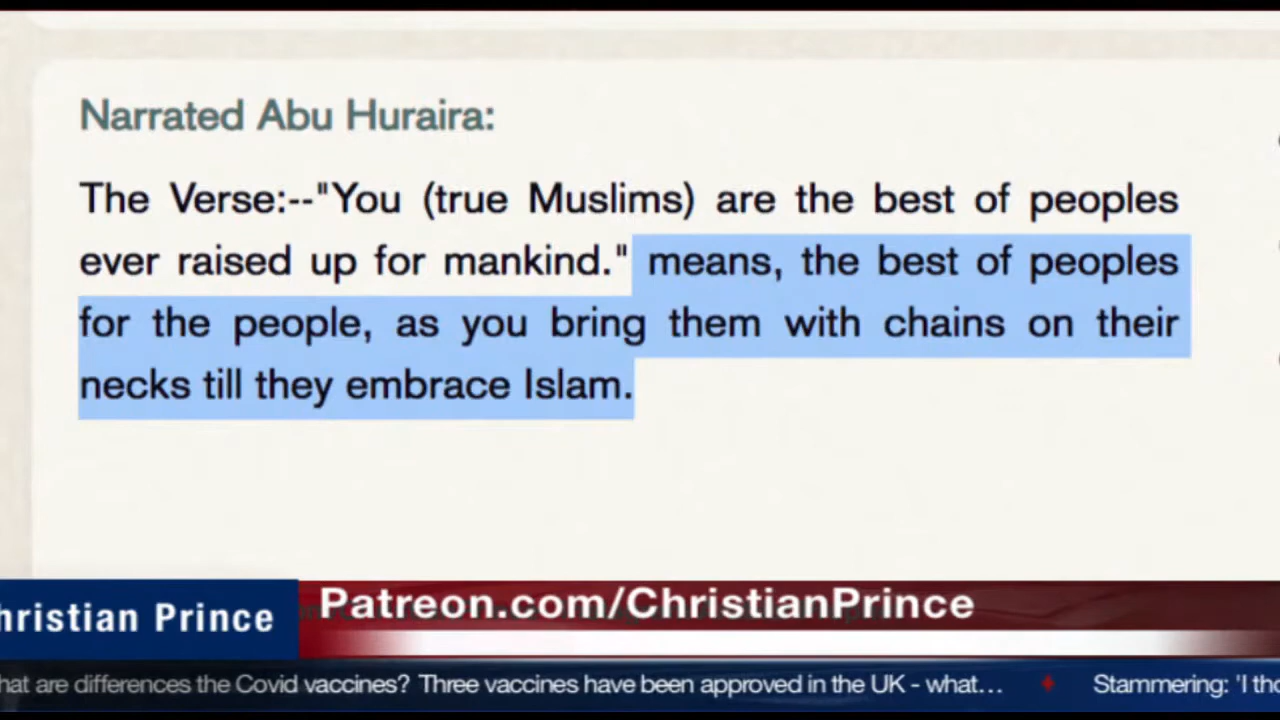 Narrated Abu Huraira:
The Verse:--"You (true Muslims) are the best of peoples
ever raised up for mankind." means, the best of peoples
for the people, as you bring them with chains on their
necks till they embrace Islam.
hristian Prince
Patreon.com/ChristianPrince
hat are differences the Covid vaccines? Three vaccines have been approved in the UK - what... Stammering: 'I tho